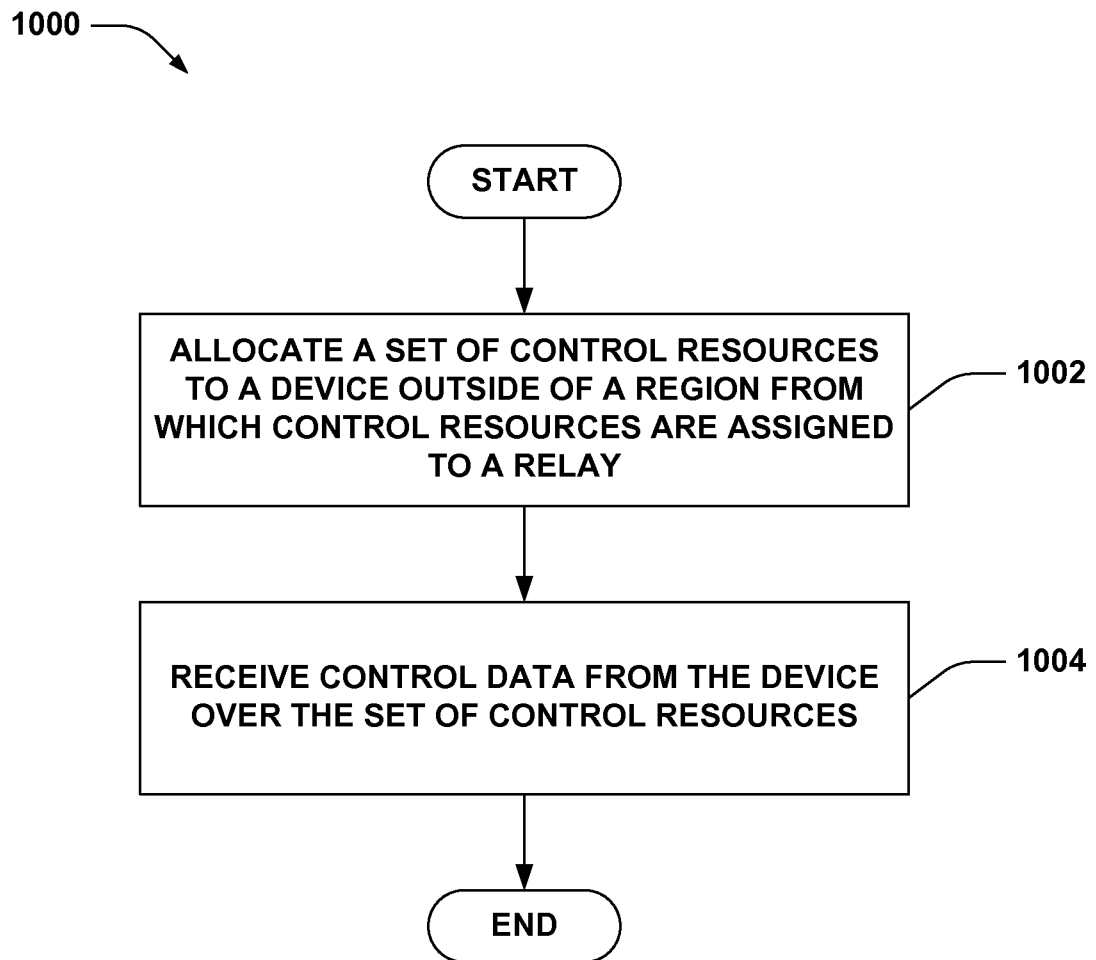 1000
START
ALLOCATE A SET OF CONTROL RESOURCES
TO A DEVICE OUTSIDE OF A REGION FROM
WHICH CONTROL RESOURCES ARE ASSIGNED
TO A RELAY
1002
RECEIVE CONTROL DATA FROM THE DEVICE
OVER THE SET OF CONTROL RESOURCES
1004
END